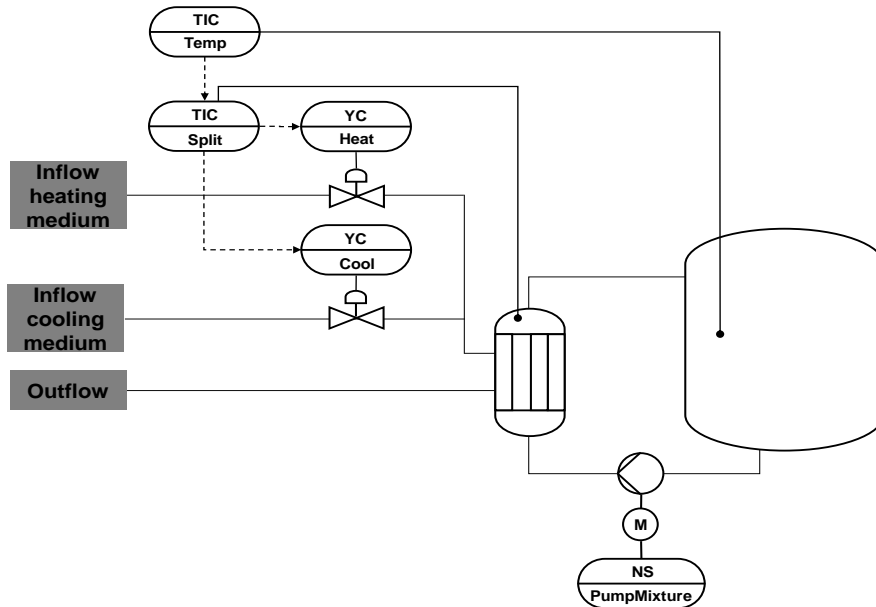 TIC
Temp
TIC
Split
YC
Heat
Inflow
heating
medium
YC
Cool
Inflow
cooling
medium
Outflow
M
NS
PumpMixture